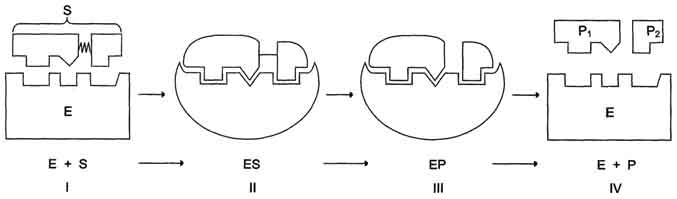 S
P₁ P₂
E E
E + S ES EP E + P
I II III IV